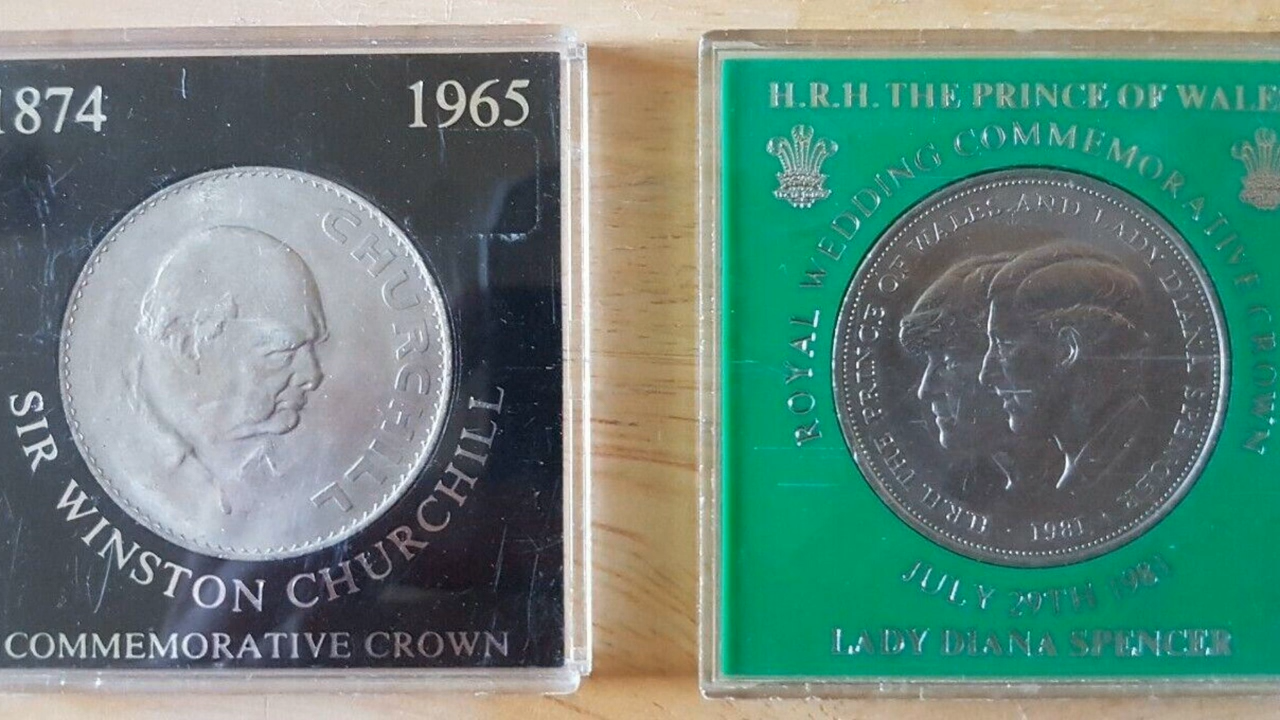 1874 1965
CHURCHILL
SIR WINSTON CHURCHILL
COMMEMORATIVE CROWN
H.R.H. THE PRINCE OF WALE
ROYAL WEDDING COMMEMORATIVE CROWN
H.R.H. THE PRINCE OF WALES AND LADY DIANA SPENCER
· 1981 ·
JULY 29TH 1981
LADY DIANA SPENCER